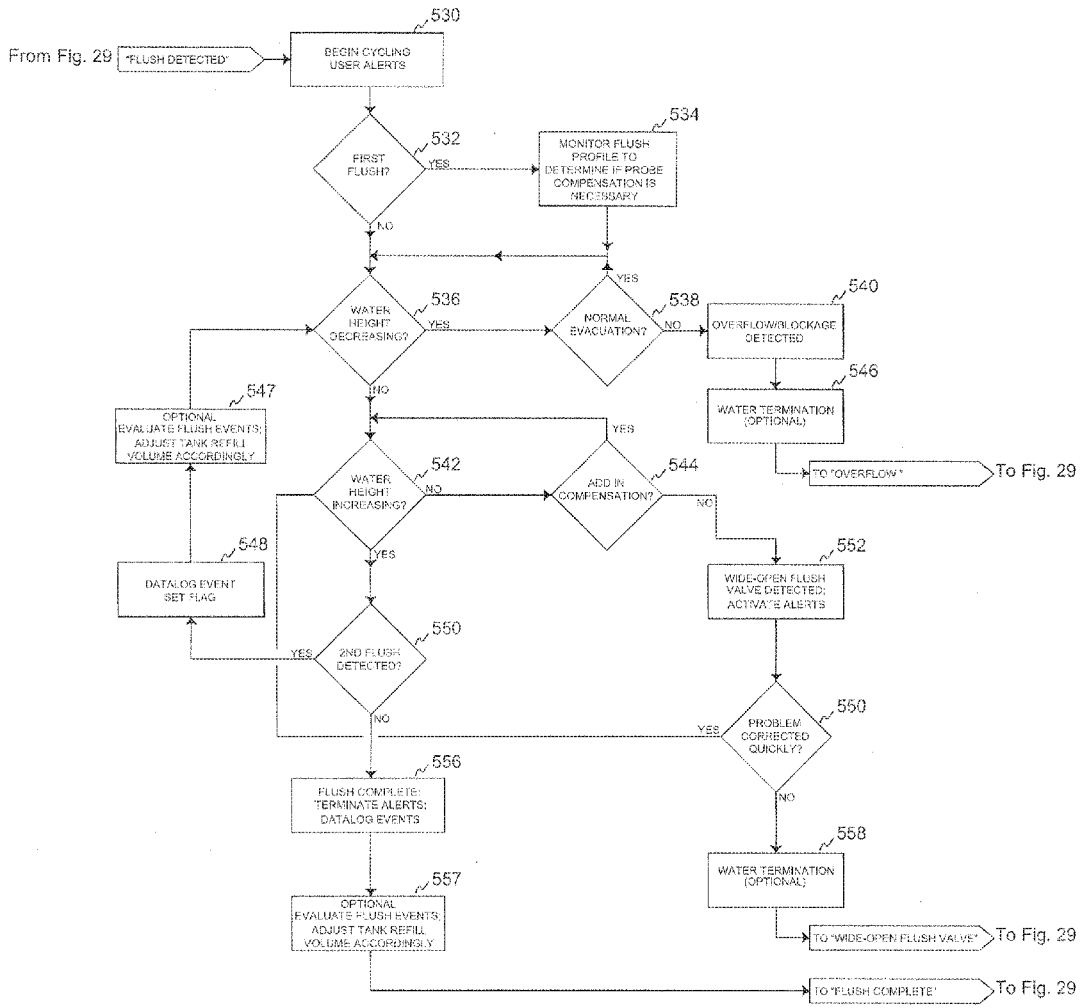 530
From Fig. 29
"FLUSH DETECTED"
BEGIN CYCLING
USER ALERTS
532
FIRST
FLUSH?
YES
NO
534
MONITOR FLUSH
PROFILE TO
DETERMINE IF PROBE
COMPENSATION IS
NECESSARY
536
WATER
HEIGHT
DECREASING?
YES
NO
538
NORMAL
EVACUATION?
YES
NO
540
OVERFLOW/BLOCKAGE
DETECTED
546
WATER TERMINATION
(OPTIONAL)
TO "OVERFLOW"
To Fig. 29
547
OPTIONAL
EVALUATE FLUSH EVENTS;
ADJUST TANK REFILL
VOLUME ACCORDINGLY
542
WATER
HEIGHT
INCREASING?
NO
YES
544
ADD IN
COMPENSATION?
YES
NO
548
DATALOG EVENT
SET FLAG
552
WIDE-OPEN FLUSH
VALVE DETECTED;
ACTIVATE ALERTS
550
2ND FLUSH
DETECTED?
YES
NO
550
PROBLEM
CORRECTED
QUICKLY?
YES
NO
556
FLUSH COMPLETE;
TERMINATE ALERTS;
DATALOG EVENTS
558
WATER TERMINATION
(OPTIONAL)
557
OPTIONAL
EVALUATE FLUSH EVENTS;
ADJUST TANK REFILL
VOLUME ACCORDINGLY
TO "WIDE-OPEN FLUSH VALVE"
To Fig. 29
TO "FLUSH COMPLETE"
To Fig. 29